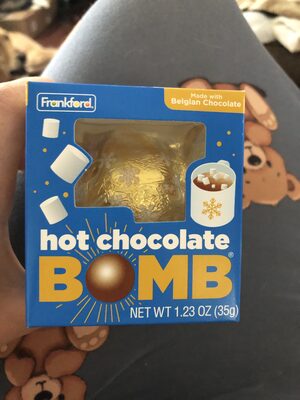 Frankford®
Made with
Belgian Chocolate
hot chocolate
BOMB®
NET WT 1.23 OZ (35g)